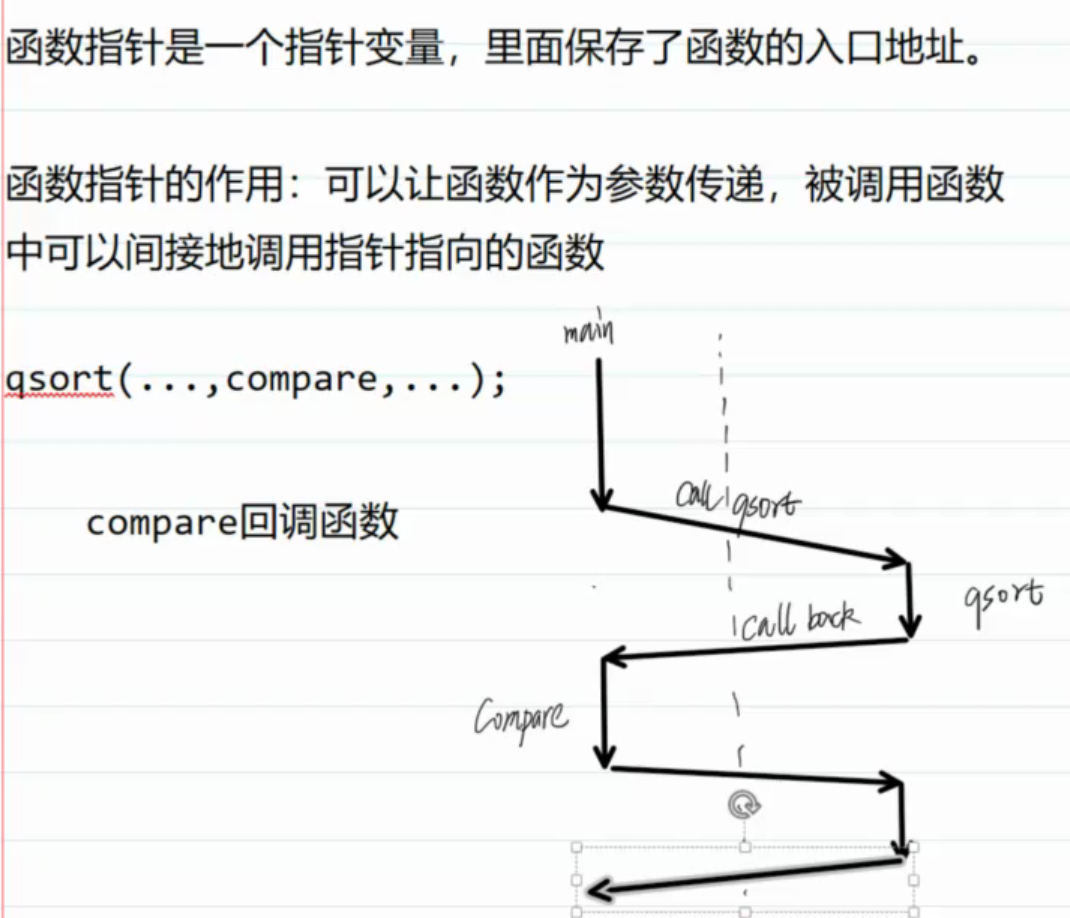 函数指针是一个指针变量，里面保存了函数的入口地址。
函数指针的作用：可以让函数作为参数传递，被调用函数
中可以间接地调用指针指向的函数
main
qsort(...,compare,...);
call qsort
compare回调函数
qsort
call back
Compare